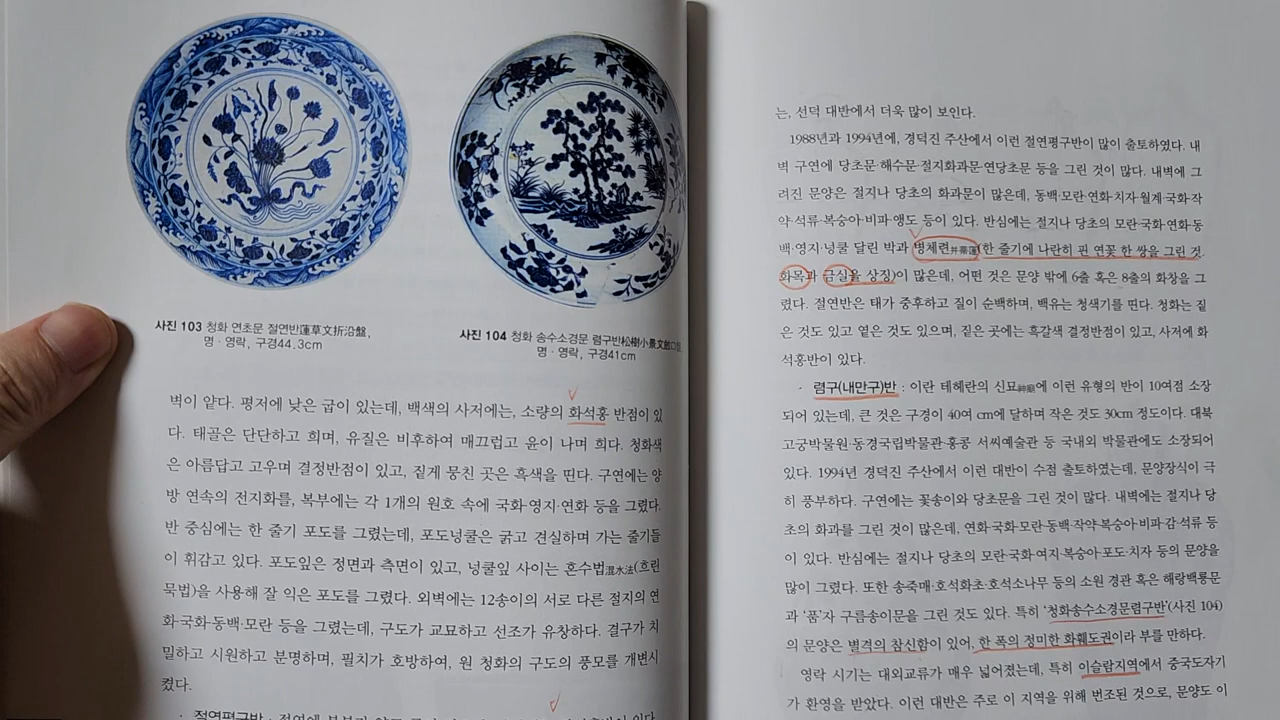 사진 103 청화 연초문 절연반蓮草文折沿盤,
명 · 영락, 구경44.3cm
사진 104 청화 송수소경문 렴구반松樹小景文
명 · 영락, 구경41cm
벽이 얕다. 평저에 낮은 굽이 있는데, 백색의 사저에는, 소량의 화석홍 반점이 있
다. 태골은 단단하고 희며, 유질은 비후하여 매끄럽고 윤이 나며 희다. 청화색
은 아름답고 고우며 결정반점이 있고, 짙게 뭉친 곳은 흑색을 띤다. 구연에는 양
방 연속의 전지화를, 복부에는 각 1개의 원호 속에 국화·영지·연화 등을 그렸다.
반 중심에는 한 줄기 포도를 그렸는데, 포도넝쿨은 굵고 견실하며 가는 줄기들
이 휘감고 있다. 포도잎은 정면과 측면이 있고, 넝쿨잎 사이는 혼수법混水法(흐린
묵법)을 사용해 잘 익은 포도를 그렸다. 외벽에는 12송이의 서로 다른 절지의 연
화·국화·동백·모란 등을 그렸는데, 구도가 교묘하고 선조가 유창하다. 결구가 치
밀하고 시원하고 분명하며, 필치가 호방하여, 원 청화의 구도의 풍모를 개변시
켰다.
· 절연평구반 : 절연에
는, 선덕 대반에서 더욱 많이 보인다.
1988년과 1994년에, 경덕진 주산에서 이런 절연평구반이 많이 출토하였다. 내
벽 구연에 당초문·해수문·절지화과문·연당초문 등을 그린 것이 많다. 내벽에 그
려진 문양은 절지나 당초의 화과문이 많은데, 동백·모란·연화·치자·월계·국화·작
약·석류·복숭아·비파·앵도 등이 있다. 반심에는 절지나 당초의 모란·국화·연화·동
백·영지·넝쿨 달린 박과 병체련幷蒂蓮(한 줄기에 나란히 핀 연꽃 한 쌍을 그린 것.
화목과 금실을 상징)이 많은데, 어떤 것은 문양 밖에 6출 혹은 8출의 화창을 그
렸다. 절연반은 태가 중후하고 질이 순백하며, 백유는 청색기를 띤다. 청화는 짙
은 것도 있고 옅은 것도 있으며, 짙은 곳에는 흑갈색 결정반점이 있고, 사저에 화
석홍반이 있다.
· 렴구(내만구)반 : 이란 테헤란의 신묘神廟에 이런 유형의 반이 10여점 소장
되어 있는데, 큰 것은 구경이 40여 cm에 달하며 작은 것도 30cm 정도이다. 대북
고궁박물원·동경국립박물관·홍콩 서씨예술관 등 국내외 박물관에도 소장되어
있다. 1994년 경덕진 주산에서 이런 대반이 수점 출토하였는데, 문양장식이 극
히 풍부하다. 구연에는 꽃송이와 당초문을 그린 것이 많다. 내벽에는 절지나 당
초의 화과를 그린 것이 많은데, 연화·국화·모란·동백·작약·복숭아·비파·감·석류 등
이 있다. 반심에는 절지나 당초의 모란·국화·여지·복숭아·포도·치자 등의 문양을
많이 그렸다. 또한 송죽매·호석화초·호석소나무 등의 소원 경관 혹은 해랑백룡문
과 ‘품’자 구름송이문을 그린 것도 있다. 특히 ‘청화송수소경문렴구반’(사진 104)
의 문양은 별격의 참신함이 있어, 한 폭의 정미한 화훼도권이라 부를 만하다.
영락 시기는 대외교류가 매우 넓어졌는데, 특히 이슬람지역에서 중국도자기
가 환영을 받았다. 이런 대반은 주로 이 지역을 위해 번조된 것으로, 문양도 이